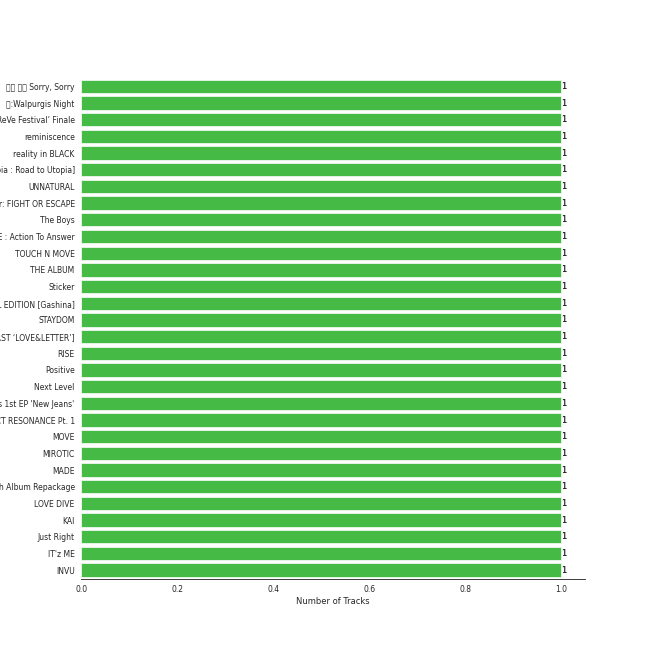 Sorry, Sorry 1
:Walpurgis Night 1
ReVe Festival’ Finale 1
reminiscence 1
reality in BLACK 1
pia : Road to Utopia] 1
UNNATURAL 1
r: FIGHT OR ESCAPE 1
The Boys 1
E : Action To Answer 1
TOUCH N MOVE 1
THE ALBUM 1
Sticker 1
EDITION [Gashina] 1
STAYDOM 1
AST ‘LOVE&LETTER’] 1
RISE 1
Positive 1
Next Level 1
s 1st EP 'New Jeans' 1
CT RESONANCE Pt. 1 1
MOVE 1
MIROTIC 1
MADE 1
h Album Repackage 1
LOVE DIVE 1
KAI 1
Just Right 1
IT'z ME 1
INVU 1
0.0 0.2 0.4 0.6 0.8 1.0
Number of Tracks